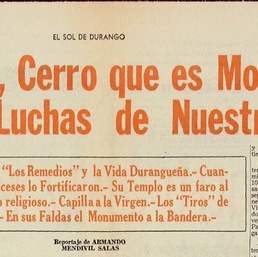 EL SOL DE DURANGO
, Cerro que es Mo
Luchas de Nuest
"Los Remedios" y la Vida Durangueña.- Cuan-
ceses lo Fortificaron.- Su Templo es un faro al
o religioso.- Capilla a la Virgen.- Los "Tiros" de
- En sus Faldas el Monumento a la Bandera.-
Reportaje de ARMANDO
MENDIVIL SALAS